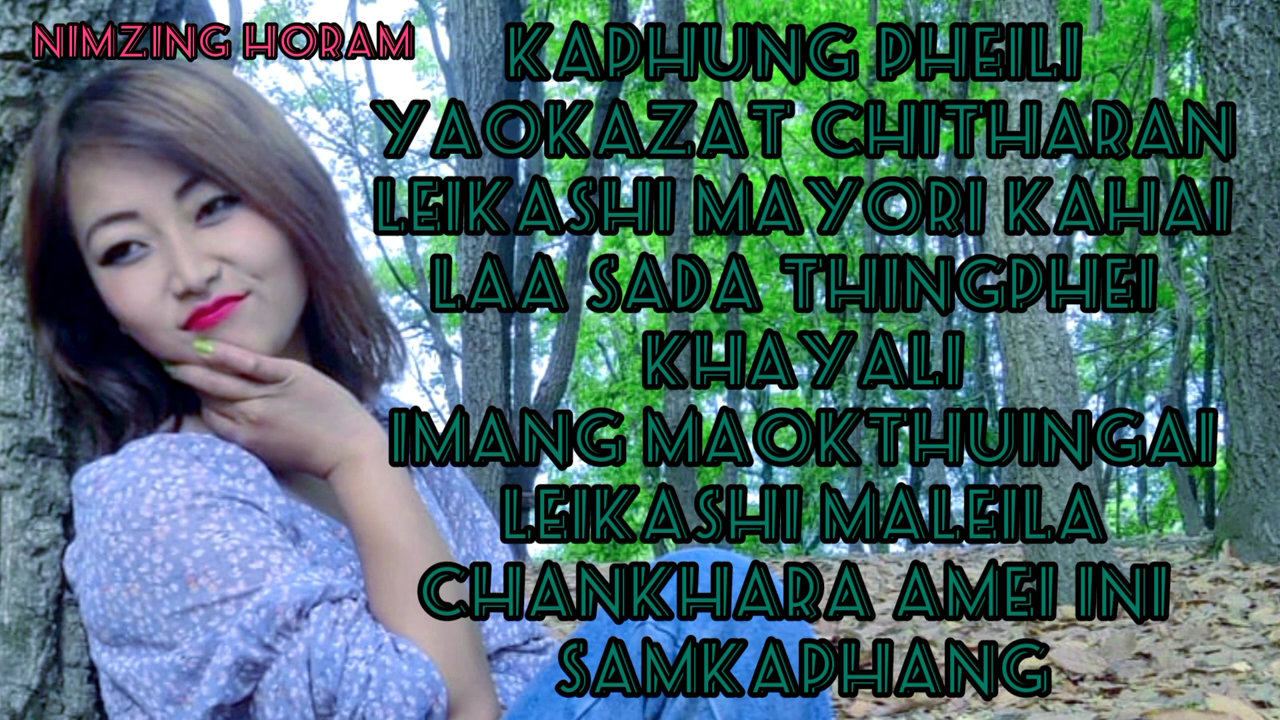 NIMZING HORAM
KAPHUNG PHEILI
YAOKAZAT CHITHARAN
LEIKASHI MAYORI KAHAI
LAA SADA THINGPHEI
KHAYALI
IMANG MAOKTHUINGAI
LEIKASHI MALEILA
CHANKHARA AMEI INI
SAMKAPHANG